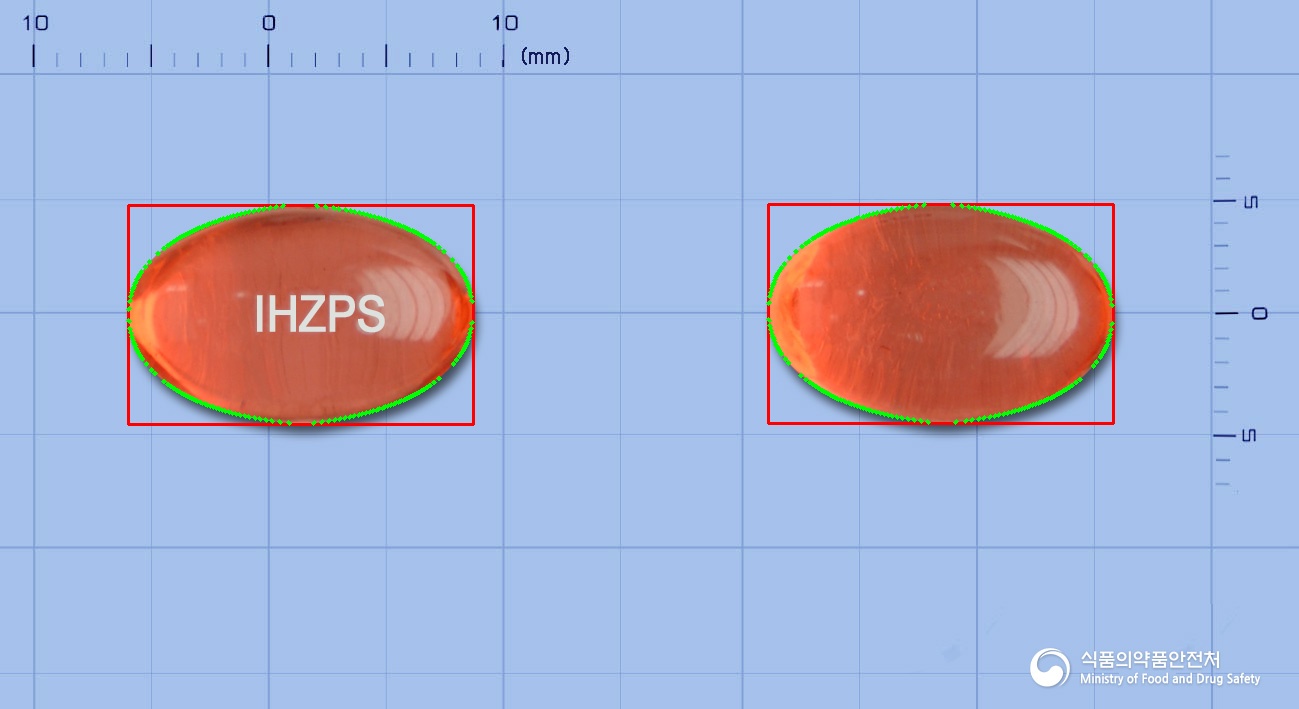 10 0 10
(mm)
IHZPS
5
0
5
식품의약품안전처
Ministry of Food and Drug Safety